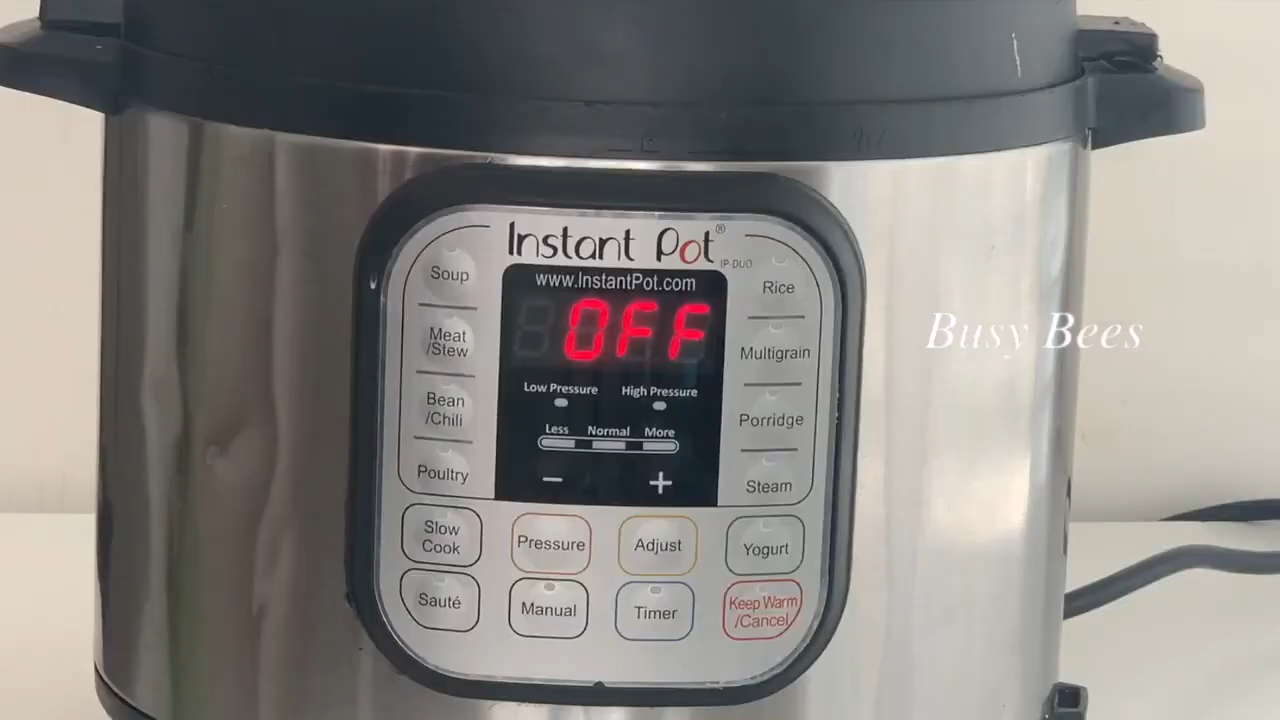 Instant Pot®
IP-DUO
www.InstantPot.com
OFF
Low Pressure High Pressure
Less Normal More
− +
Soup
Meat
/Stew
Bean
/Chili
Poultry
Rice
Multigrain
Porridge
Steam
Slow
Cook
Pressure
Adjust
Yogurt
Sauté
Manual
Timer
Keep Warm
/Cancel
Busy Bees